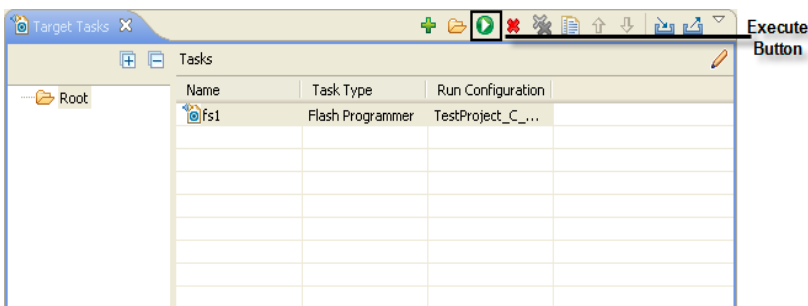 Target Tasks
Execute
Button
Tasks
Root
Name Task Type Run Configuration
fs1 Flash Programmer TestProject_C_...